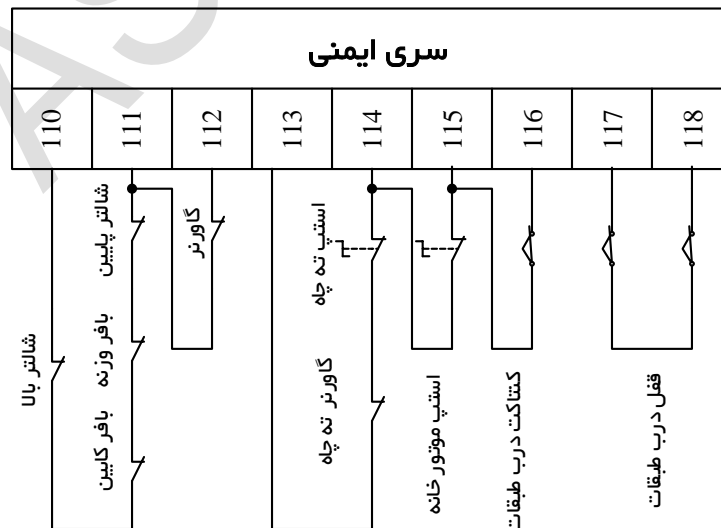 سری ایمنی
110
111
112
113
114
115
116
117
118
شالتر بالا
شالتر پایین
بافر وزنه
بافر کابین
گاورنر
استپ ته چاه
گاورنر ته چاه
استپ موتور خانه
کنتاکت درب طبقات
قفل درب طبقات